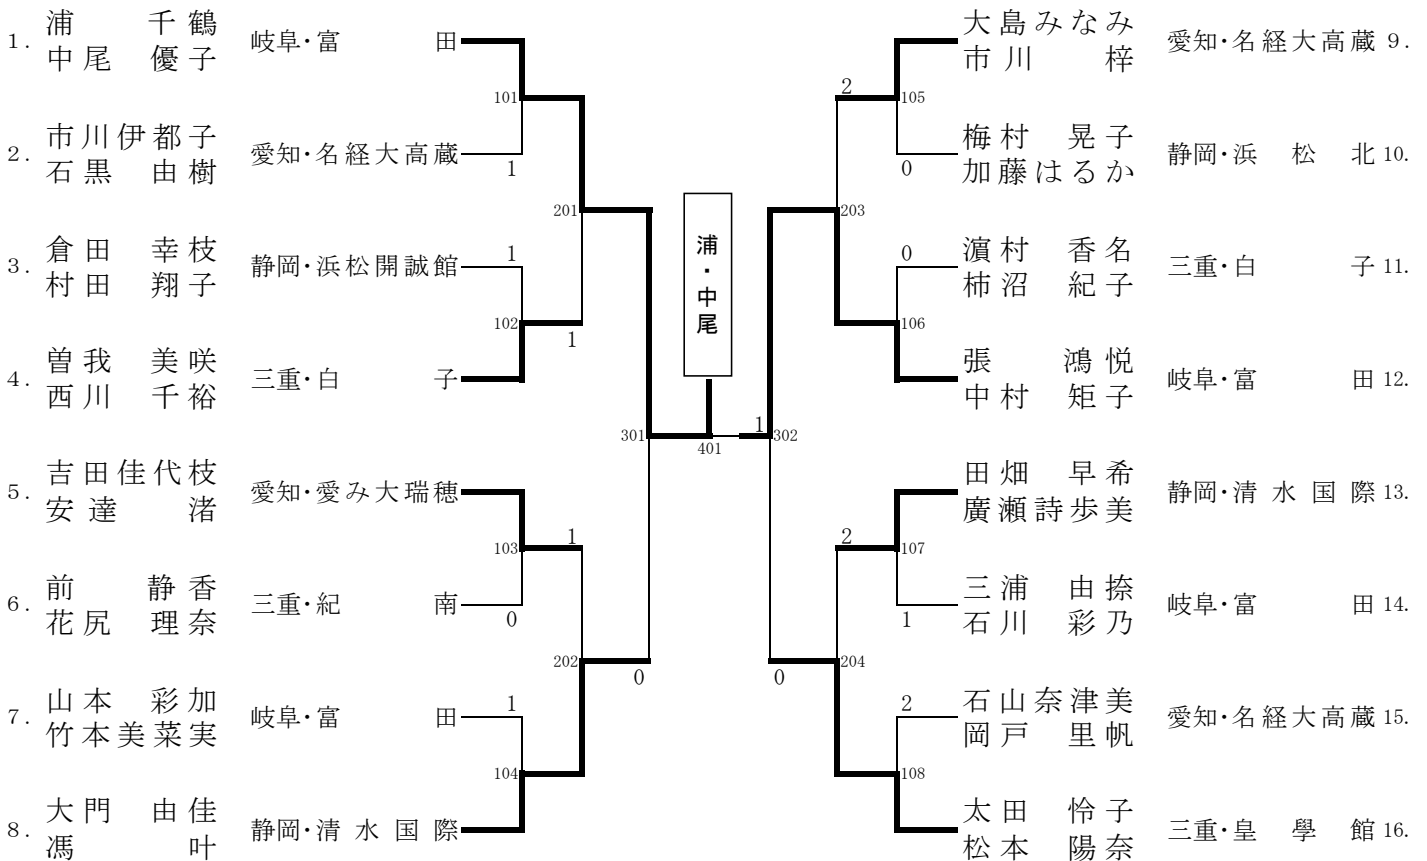 1. 浦 千鶴 岐阜・富 田
中尾 優子
101
2. 市川伊都子 愛知・名経大高蔵
石黒 由樹
1
201
3. 倉田 幸枝 静岡・浜松開誠館
村田 翔子
1
102
1
4. 曽我 美咲 三重・白 子
西川 千裕
301
5. 吉田佳代枝 愛知・愛み大瑞穂
安達 渚
103
1
6. 前 静香 三重・紀 南
花尻 理奈
0
202
0
7. 山本 彩加 岐阜・富 田
竹本美菜実
1
104
8. 大門 由佳 静岡・清水国際
馮 叶
浦・中尾
401
1
大島みなみ 愛知・名経大高蔵 9.
市川 梓
2
105
梅村 晃子 静岡・浜 松 北 10.
加藤はるか
0
203
濵村 香名 三重・白 子 11.
柿沼 紀子
0
106
張 鴻悦 岐阜・富 田 12.
中村 矩子
302
田畑 早希 静岡・清水国際 13.
廣瀬詩歩美
2
107
三浦 由捺 岐阜・富 田 14.
石川 彩乃
1
204
0
石山奈津美 愛知・名経大高蔵 15.
岡戸 里帆
2
108
太田 怜子 三重・皇 學 館 16.
松本 陽奈